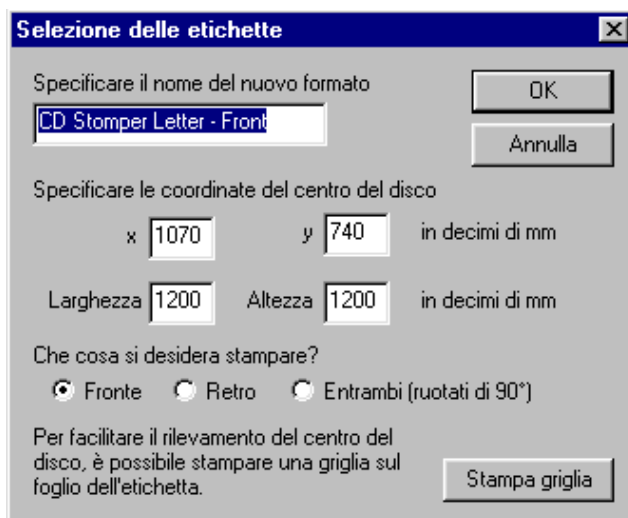 Selezione delle etichette
Specificare il nome del nuovo formato
OK
CD Stomper Letter - Front
Annulla
Specificare le coordinate del centro del disco
x 1070 y 740 in decimi di mm
Larghezza 1200 Altezza 1200 in decimi di mm
Che cosa si desidera stampare?
Fronte Retro Entrambi (ruotati di 90°)
Per facilitare il rilevamento del centro del
disco, è possibile stampare una griglia sul
foglio dell'etichetta.
Stampa griglia